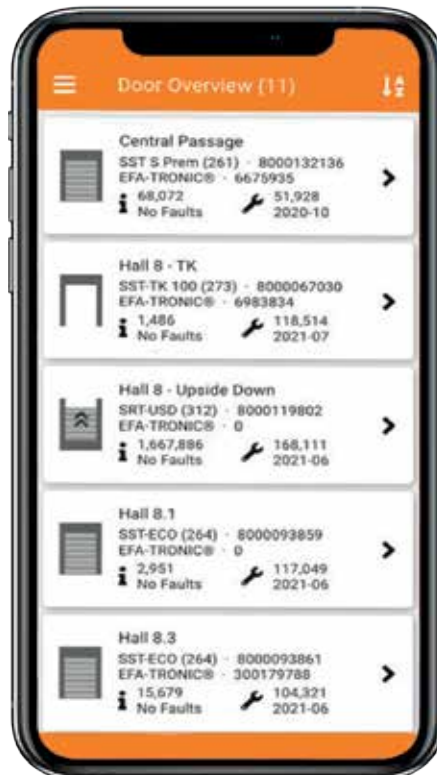 Door Overview (11)
Central Passage
SST S Prem (261) · 8000132136
EFA-TRONIC® · 6675935
68,072 51,928
No Faults 2020-10
Hall 8 - TK
SST-TK 100 (273) · 8000067030
EFA-TRONIC® · 6983834
1,486 118,514
No Faults 2021-07
Hall 8 - Upside Down
SRT-USD (312) · 8000119802
EFA-TRONIC® · 0
1,667,886 168,111
No Faults 2021-06
Hall 8.1
SST-ECO (264) · 8000093859
EFA-TRONIC® · 0
2,951 117,049
No Faults 2021-06
Hall 8.3
SST-ECO (264) · 8000093861
EFA-TRONIC® · 300179788
15,679 104,321
No Faults 2021-06